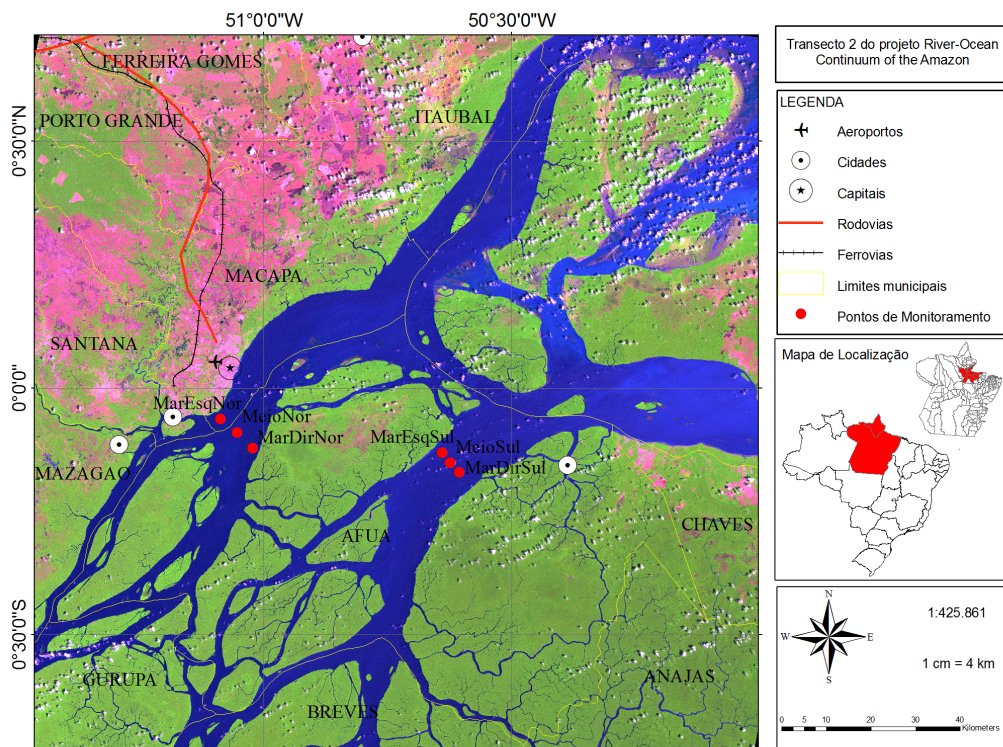 51°0'0"W
50°30'0"W
0°30'N
0°0'
0°30'S
FERREIRA GOMES
PORTO GRANDE
ITAUBAL
MACAPA
SANTANA
MarEsqNor
MeioNor
MarDirNor
MarEsqSul
MeioSul
MarDirSul
MAZAGAO
AFUA
CHAVES
GURUPA
BREVES
ANAJAS
Transecto 2 do projeto River-Ocean
Continuum of the Amazon
LEGENDA
Aeroportos
Cidades
Capitais
Rodovias
Ferrovias
Limites municipais
Pontos de Monitoramento
Mapa de Localização
N
W
E
S
1:425.861
1 cm = 4 km
0 5 10 20 30 40
Kilometers